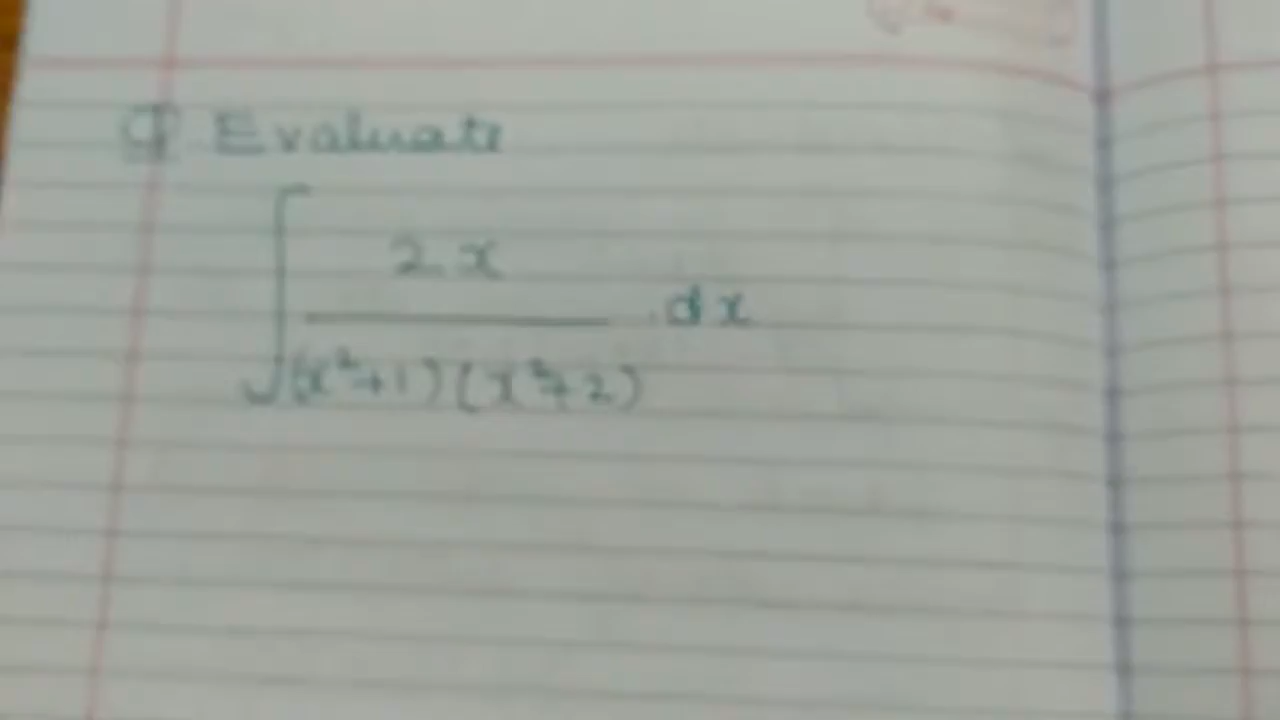 Q Evaluate
∫ 2x
.dx
(x²+1)(x²+2)